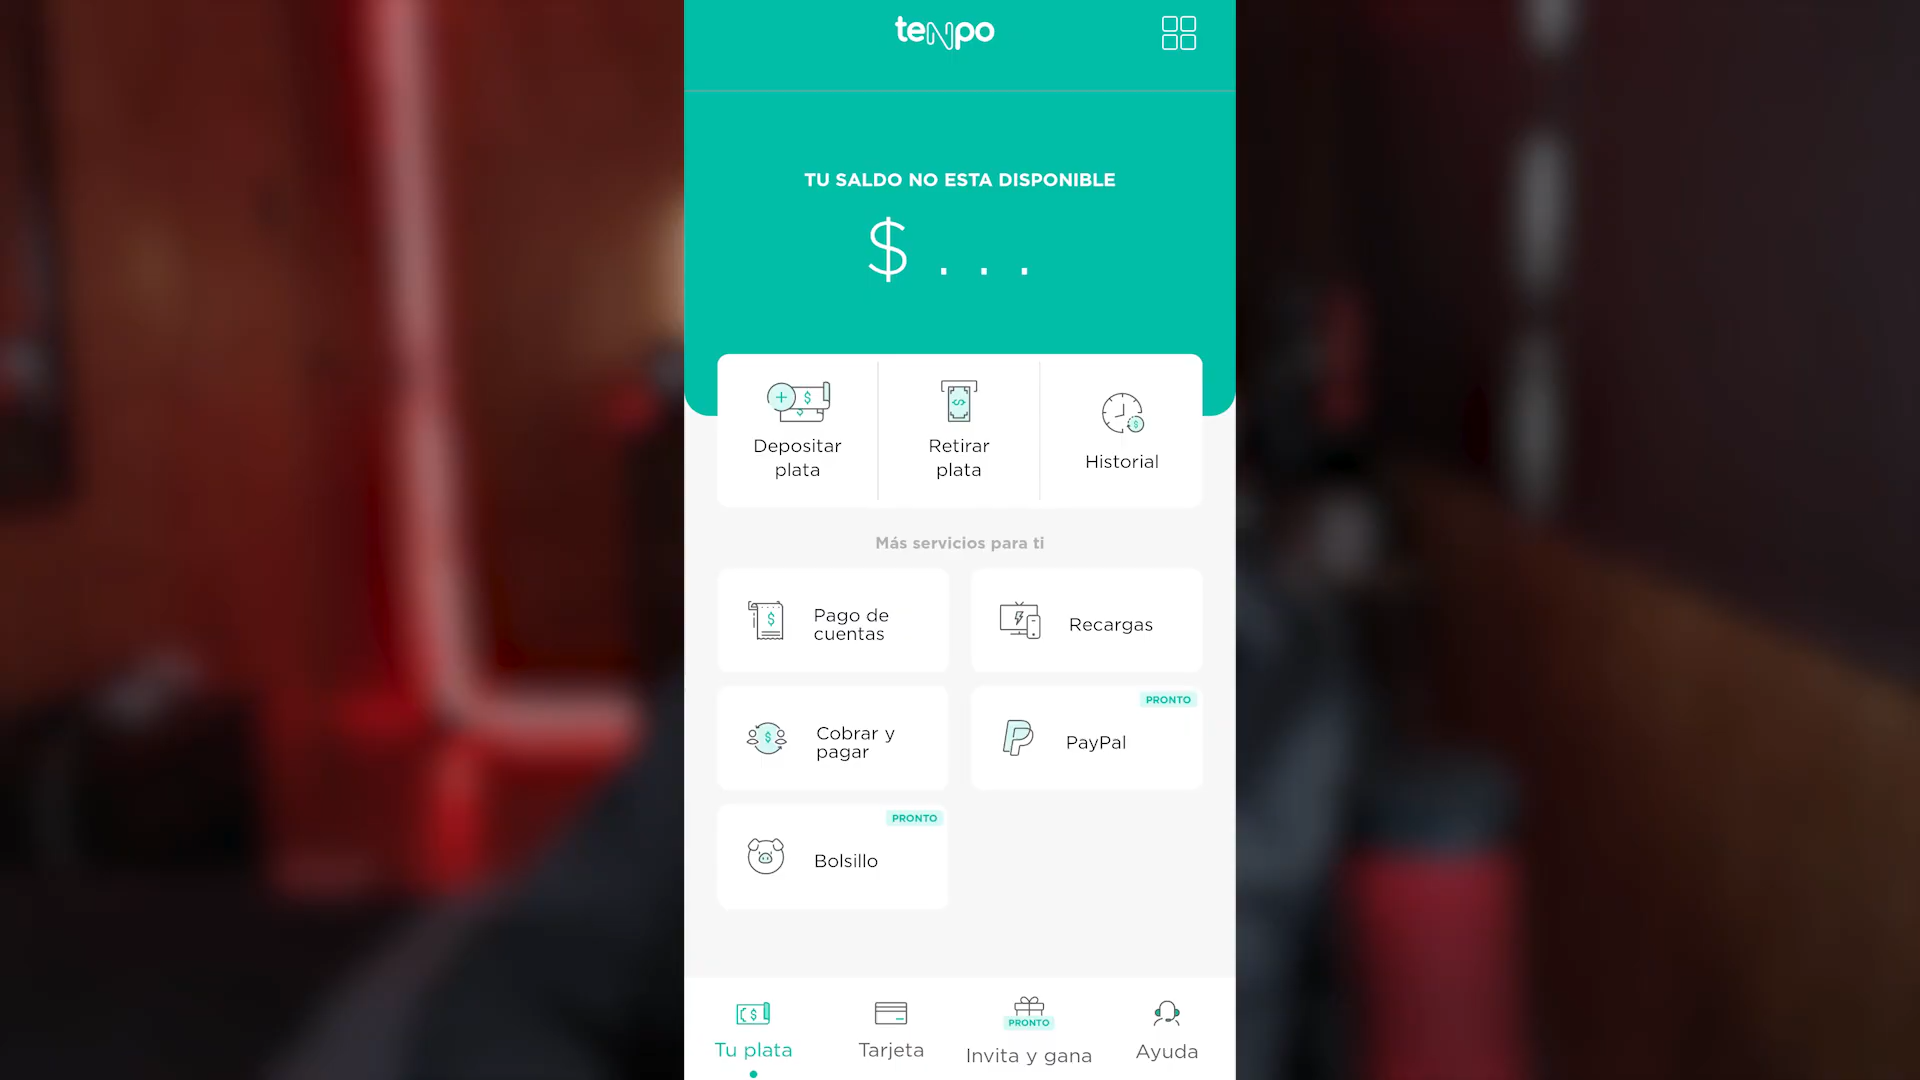 tenpo
TU SALDO NO ESTA DISPONIBLE
$ . . .
Depositar
plata
Retirar
plata
Historial
Más servicios para ti
Pago de
cuentas
Recargas
Cobrar y
pagar
PRONTO
PayPal
PRONTO
Bolsillo
Tu plata
Tarjeta
PRONTO
Invita y gana
Ayuda